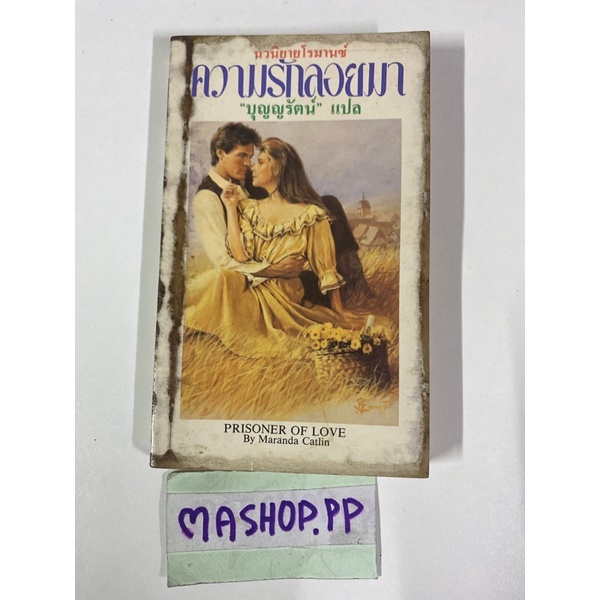 นวนิยายโรมานซ์
ความรักลอยมา
"บุญญรัตน์" แปล
PRISONER OF LOVE
By Maranda Catlin
MASHOP.PP